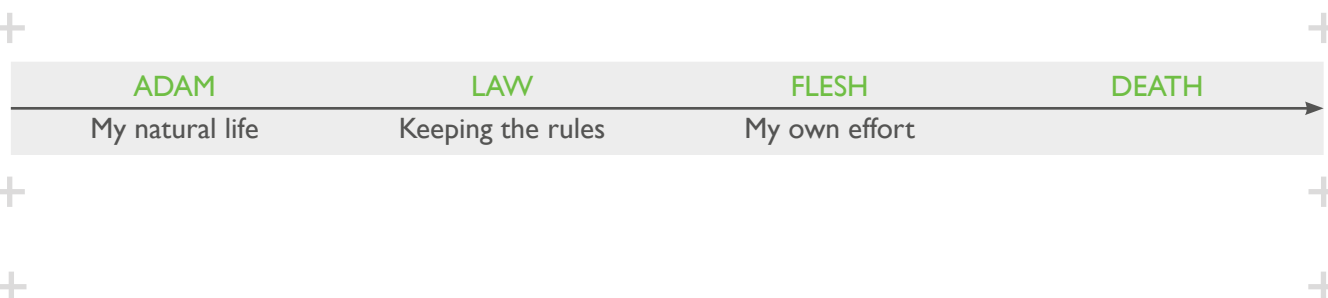 ADAM LAW FLESH DEATH
My natural life Keeping the rules My own effort